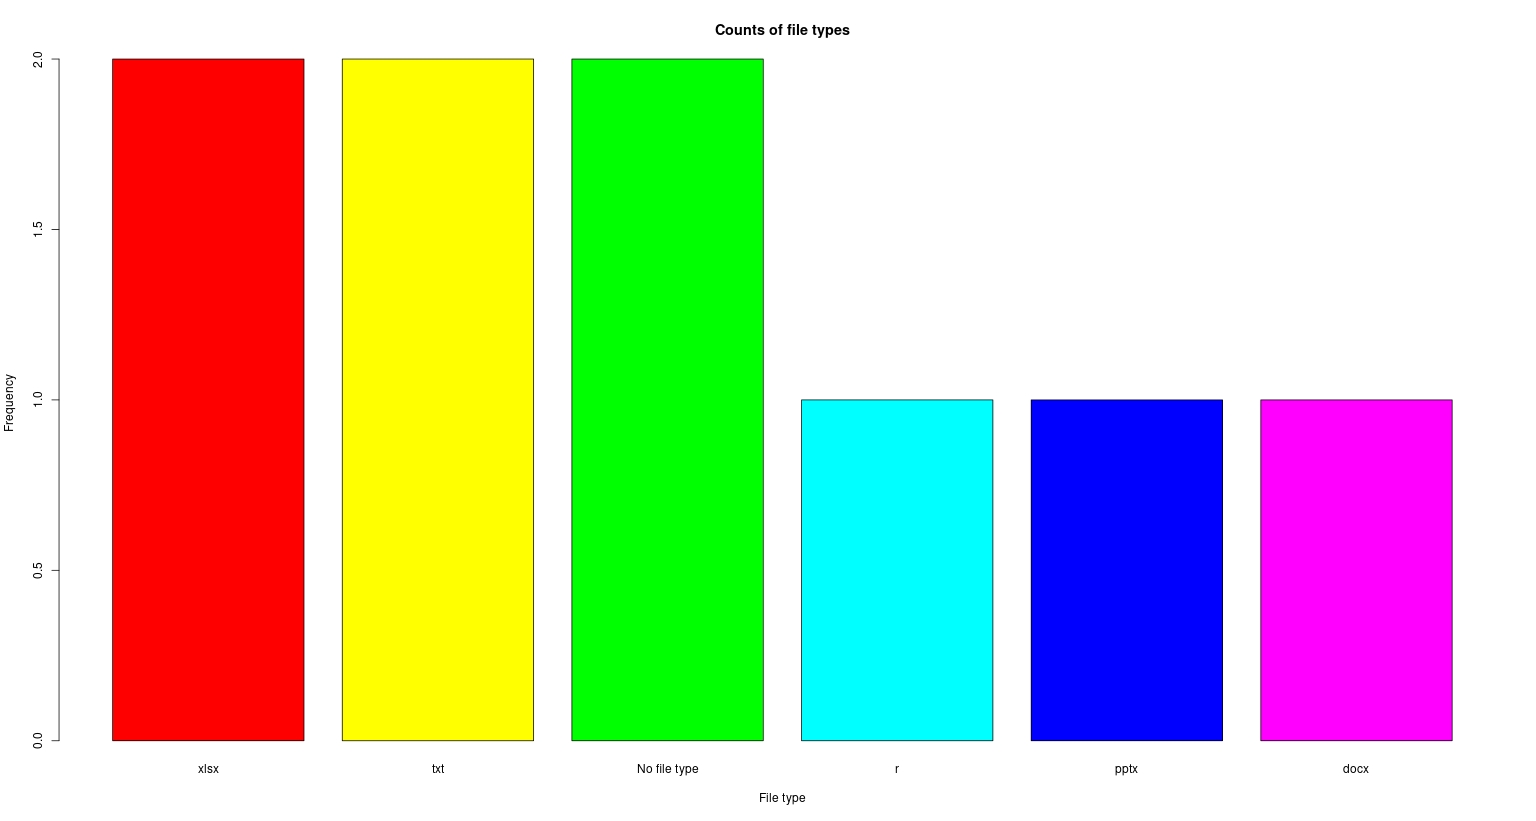 Counts of file types
Frequency
2.0
1.5
1.0
0.5
0.0
xlsx txt No file type r pptx docx
File type